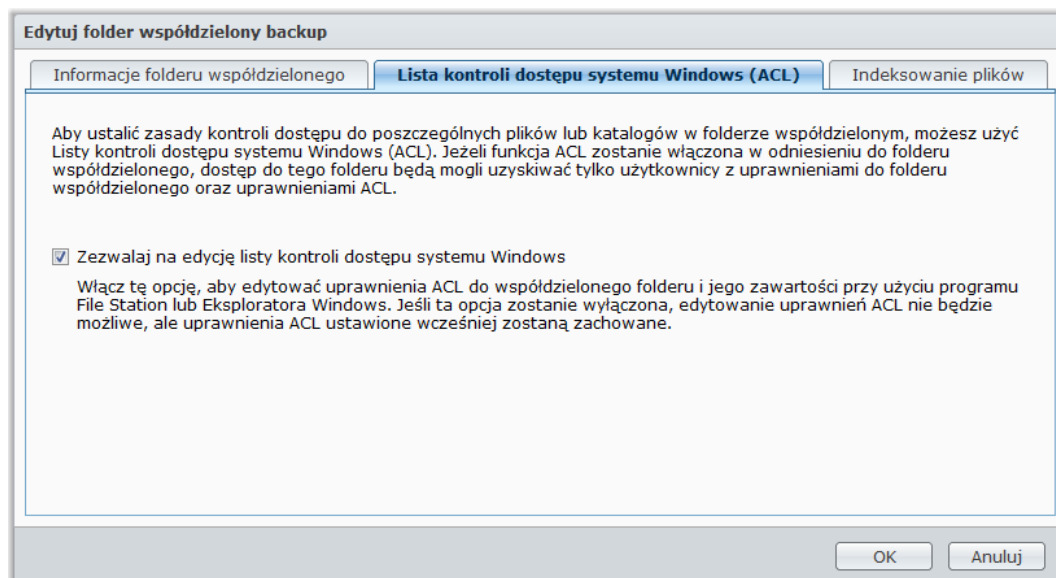 Edytuj folder współdzielony backup
Informacje folderu współdzielonego
Lista kontroli dostępu systemu Windows (ACL)
Indeksowanie plików
Aby ustalić zasady kontroli dostępu do poszczególnych plików lub katalogów w folderze współdzielonym, możesz użyć
Listy kontroli dostępu systemu Windows (ACL). Jeżeli funkcja ACL zostanie włączona w odniesieniu do folderu
współdzielonego, dostęp do tego folderu będą mogli uzyskiwać tylko użytkownicy z uprawnieniami do folderu
współdzielonego oraz uprawnieniami ACL.
Zezwalaj na edycję listy kontroli dostępu systemu Windows
Włącz tę opcję, aby edytować uprawnienia ACL do współdzielonego folderu i jego zawartości przy użyciu programu
File Station lub Eksploratora Windows. Jeśli ta opcja zostanie wyłączona, edytowanie uprawnień ACL nie będzie
możliwe, ale uprawnienia ACL ustawione wcześniej zostaną zachowane.
OK
Anuluj